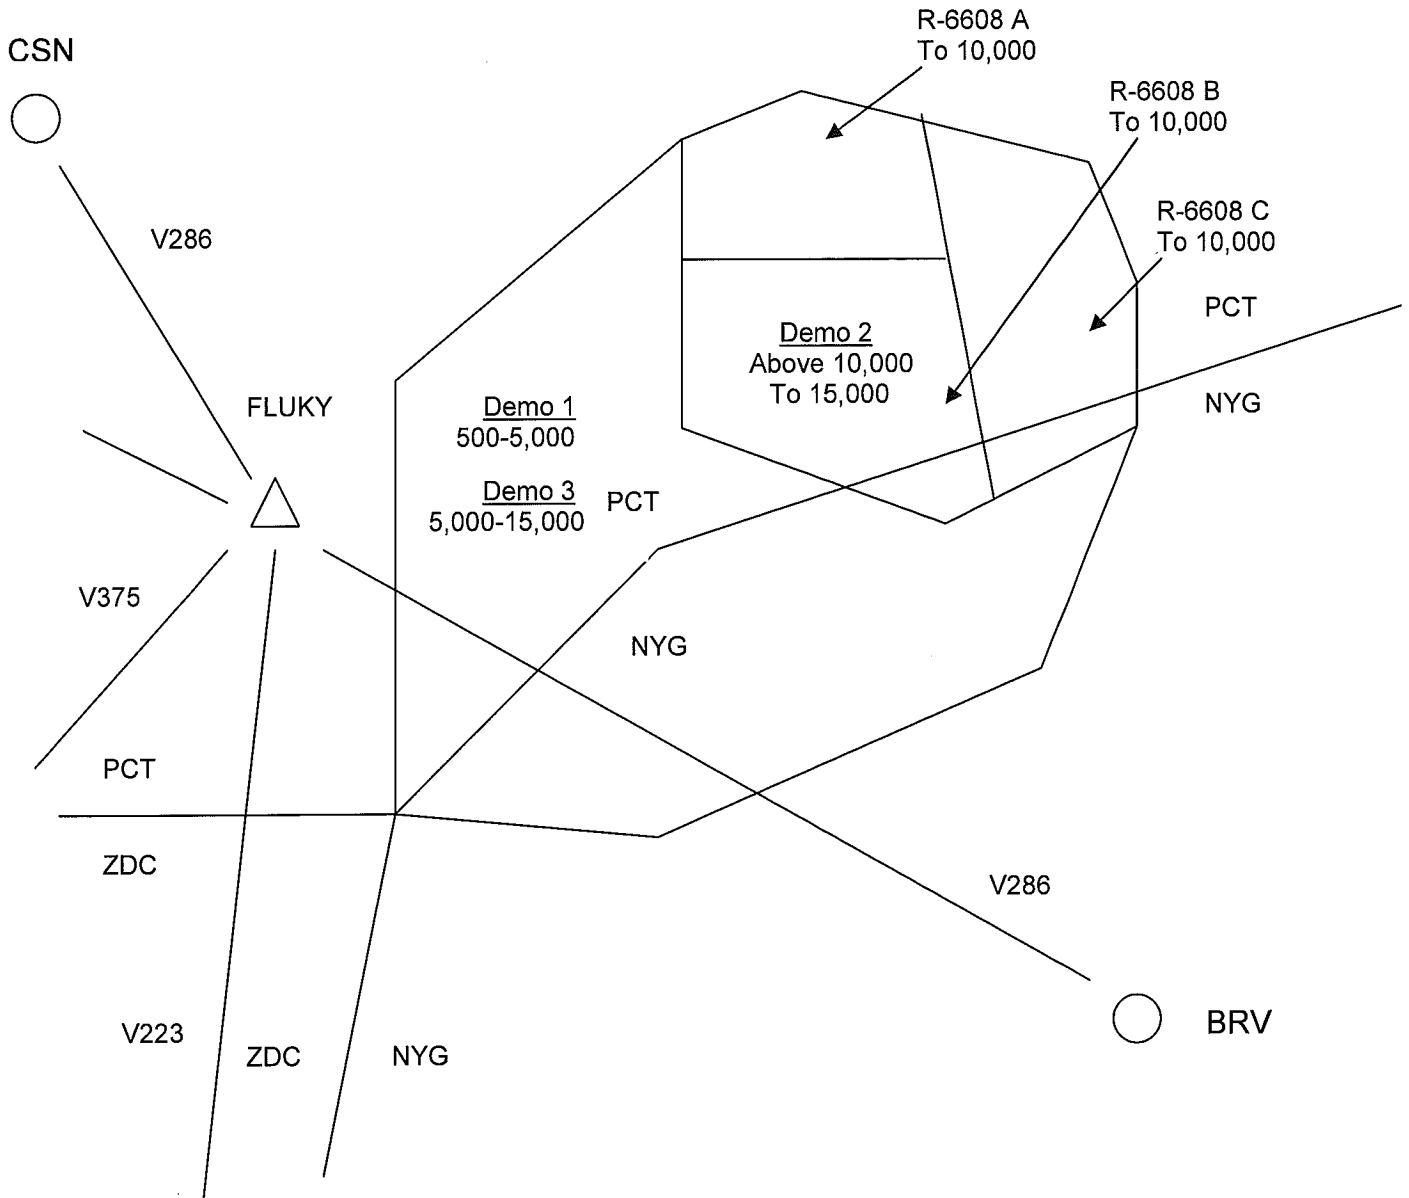 R-6608 A
To 10,000
CSN
R-6608 B
To 10,000
R-6608 C
To 10,000
V286
PCT
Demo 2
Above 10,000
To 15,000
NYG
FLUKY
Demo 1
500-5,000
Demo 3
5,000-15,000
PCT
V375
NYG
PCT
ZDC
V286
BRV
V223
ZDC
NYG